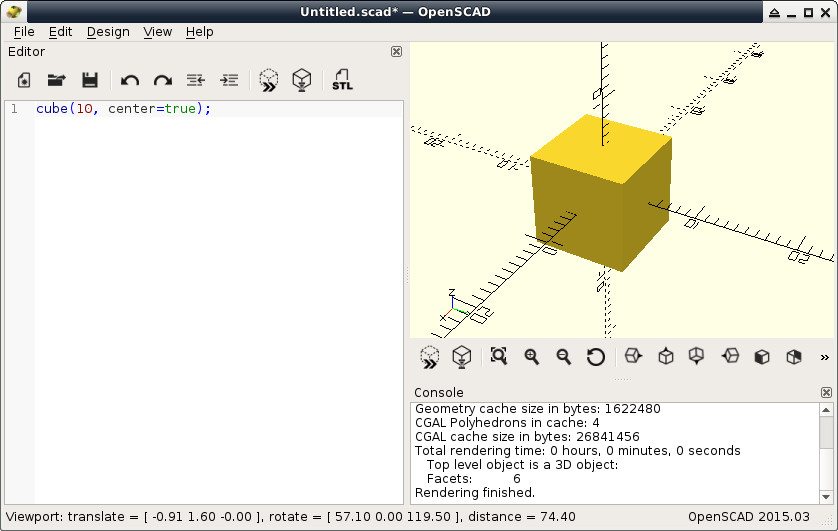 Untitled.scad* — OpenSCAD
File Edit Design View Help
Editor
STL
1 cube(10, center=true);
Z
X
»
Console
Geometry cache size in bytes: 1622480
CGAL Polyhedrons in cache: 4
CGAL cache size in bytes: 26841456
Total rendering time: 0 hours, 0 minutes, 0 seconds
Top level object is a 3D object:
Facets: 6
Rendering finished.
Viewport: translate = [ -0.91 1.60 -0.00 ], rotate = [ 57.10 0.00 119.50 ], distance = 74.40
OpenSCAD 2015.03